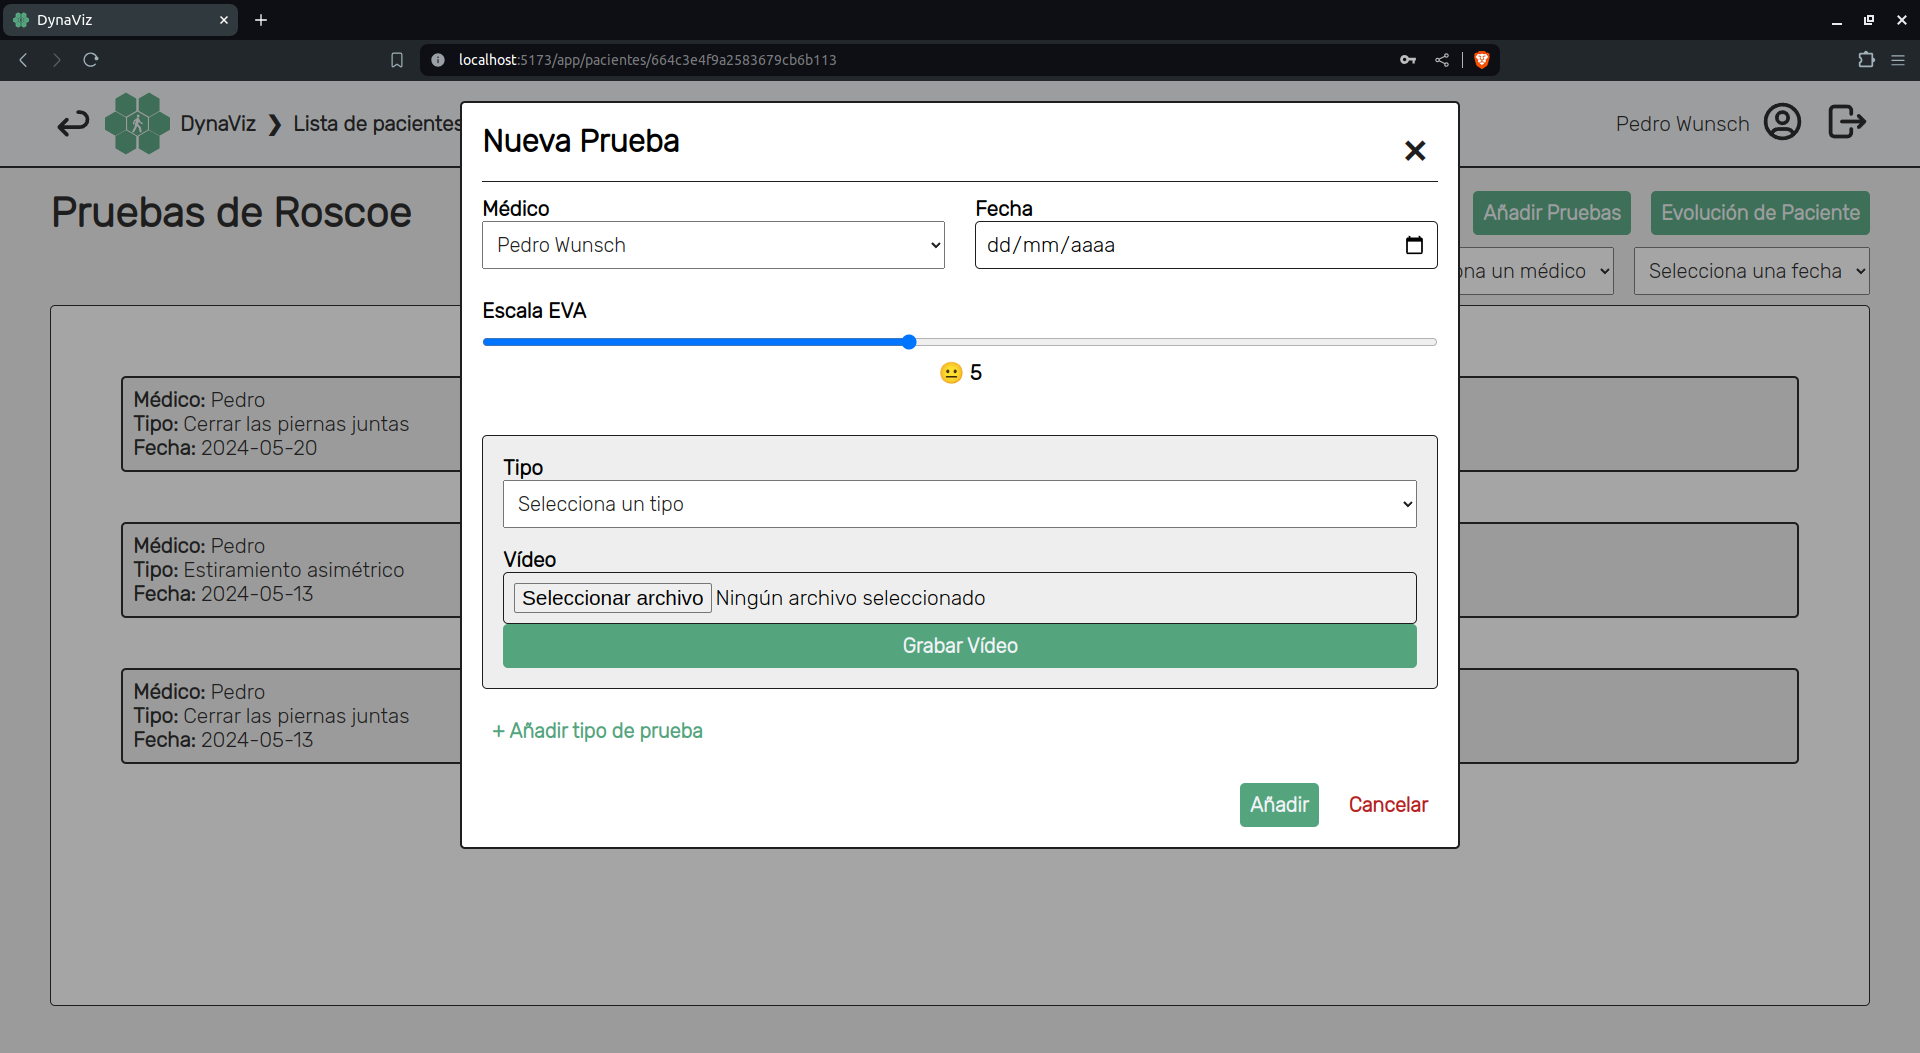 DynaViz
localhost:5173/app/pacientes/664c3e4f9a2583679cb6b113
DynaViz ❯ Lista de pacientes
Pedro Wunsch
Pruebas de Roscoe
Añadir Pruebas
Evolución de Paciente
un médico
Selecciona una fecha
Médico: Pedro
Tipo: Cerrar las piernas juntas
Fecha: 2024-05-20
Médico: Pedro
Tipo: Estiramiento asimétrico
Fecha: 2024-05-13
Médico: Pedro
Tipo: Cerrar las piernas juntas
Fecha: 2024-05-13
Nueva Prueba
Médico
Fecha
Pedro Wunsch
dd/mm/aaaa
Escala EVA
😐 5
Tipo
Selecciona un tipo
Vídeo
Seleccionar archivo Ningún archivo seleccionado
Grabar Vídeo
+ Añadir tipo de prueba
Añadir
Cancelar